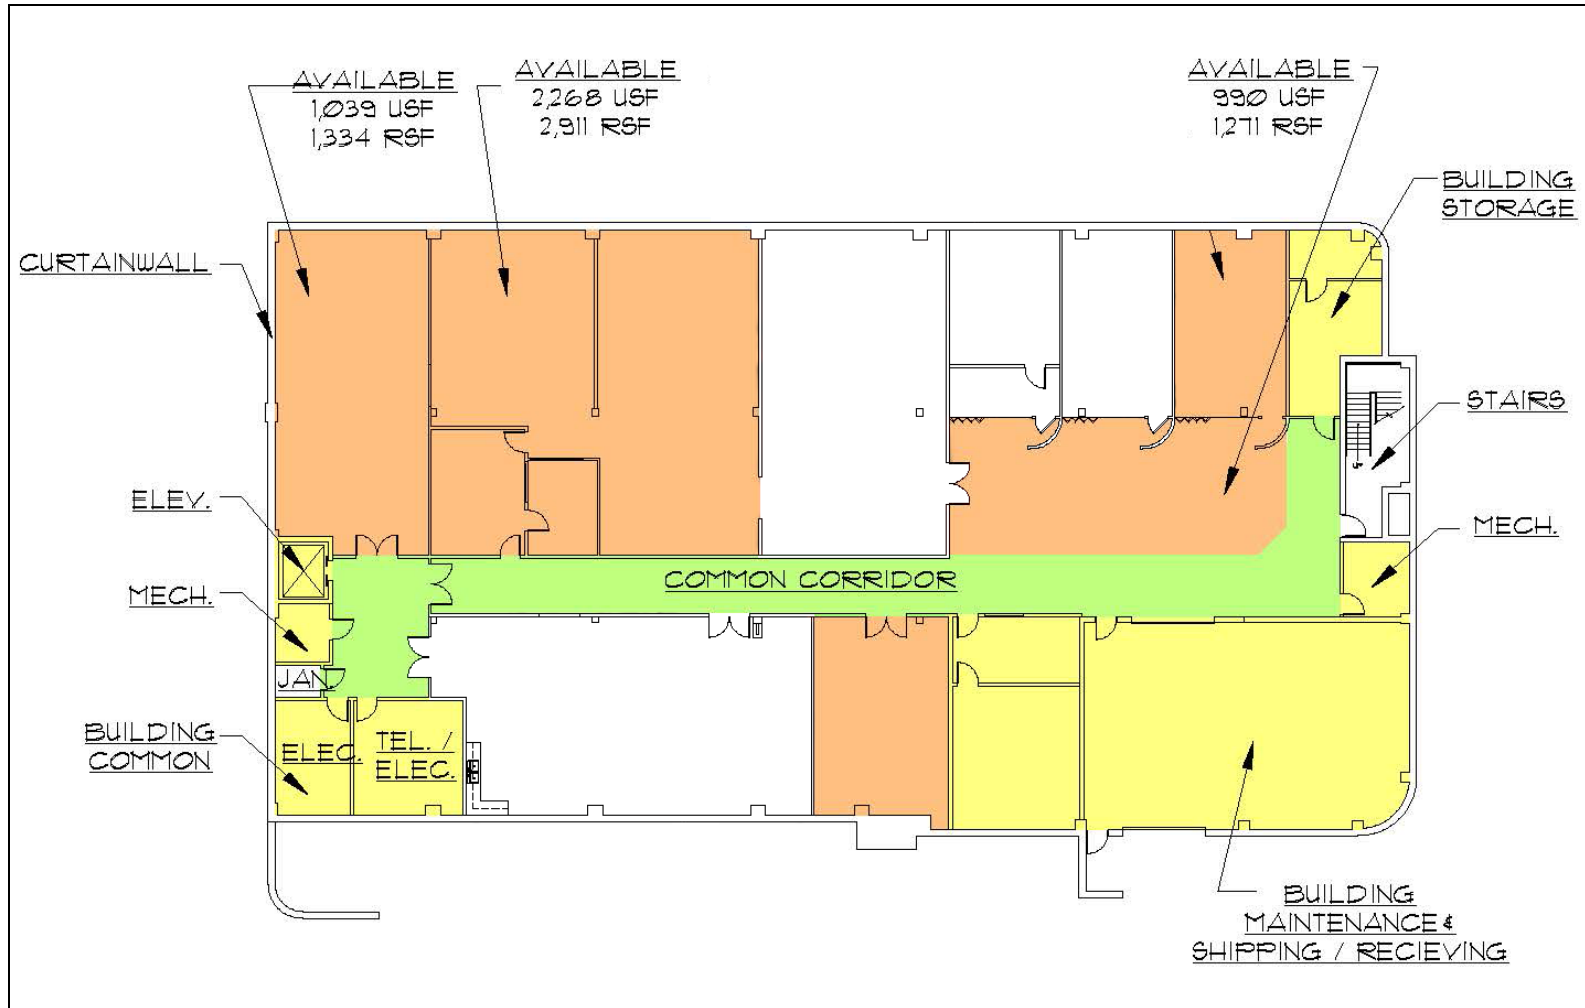 AVAILABLE
1,039 USF
1,334 RSF
AVAILABLE
2,268 USF
2,911 RSF
AVAILABLE
990 USF
1,271 RSF
BUILDING
STORAGE
CURTAINWALL
STAIRS
ELEV.
MECH.
COMMON CORRIDOR
MECH.
JAN.
BUILDING
COMMON
ELEC.
TEL. /
ELEC.
BUILDING
MAINTENANCE &
SHIPPING / RECIEVING